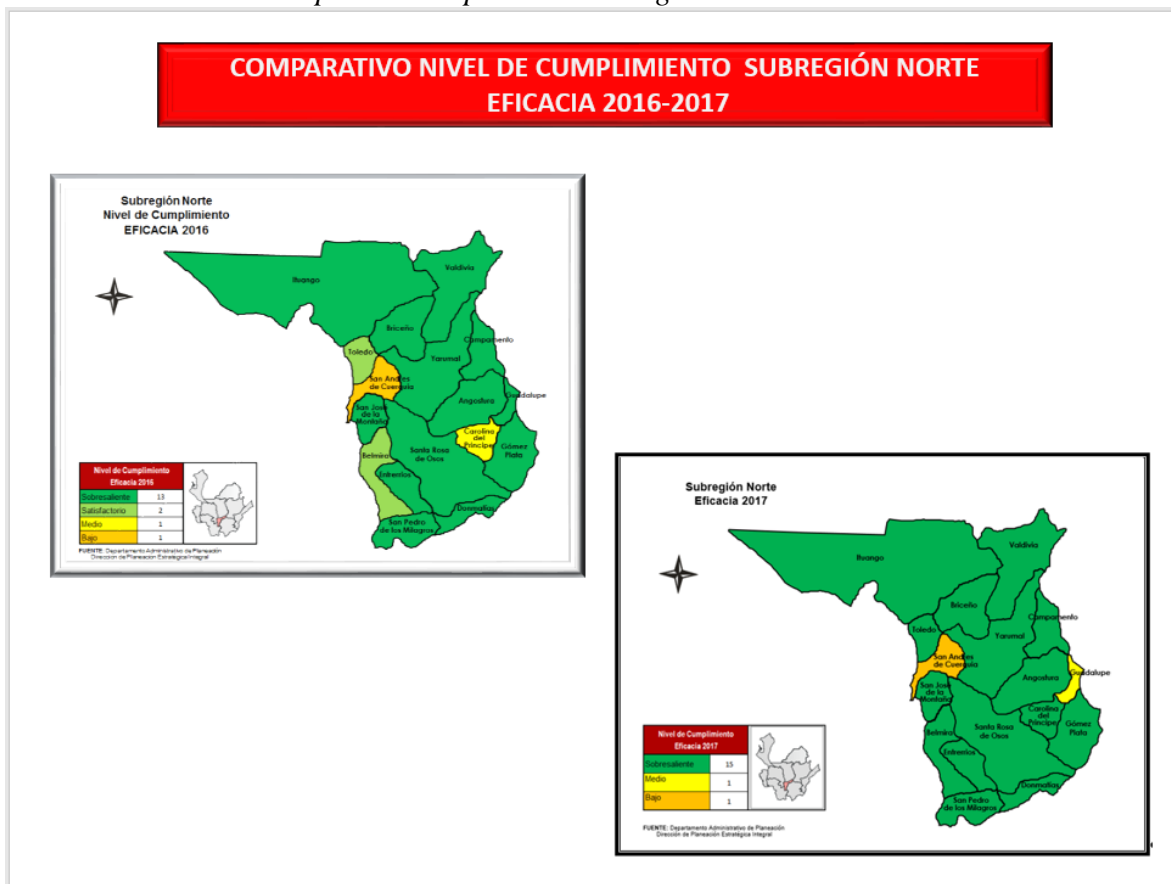 COMPARATIVO NIVEL DE CUMPLIMIENTO SUBREGIÓN NORTE
EFICACIA 2016-2017
Subregión Norte
Nivel de Cumplimiento
EFICACIA 2016
Ituango
Valdivia
Briceño
Campamento
Toledo
Yarumal
San Andres
de Cuerquia
Guadalupe
Angostura
San José
de la
Montaña
Carolina
del
Principe
Gómez
Plata
Santa Rosa
de Osos
Belmira
Entrerrios
Donmatías
San Pedro
de los Milagros
Nivel de Cumplimiento
Eficacia 2016
Sobresaliente 13
Satisfactorio 2
Medio 1
Bajo 1
FUENTE: Departamento Administrativo de Planeación
Dirección de Planeación Estratégica Integral
Subregión Norte
Eficacia 2017
Ituango
Valdivia
Briceño
Campamento
Toledo
Yarumal
San Andres
de Cuerquia
Guadalupe
Angostura
San José
de la
Montaña
Carolina
del
Principe
Gómez
Plata
Santa Rosa
de Osos
Belmira
Entrerrios
Donmatías
San Pedro
de los Milagros
Nivel de Cumplimiento
Eficacia 2017
Sobresaliente 15
Medio 1
Bajo 1
FUENTE: Departamento Administrativo de Planeación
Dirección de Planeación Estratégica Integral